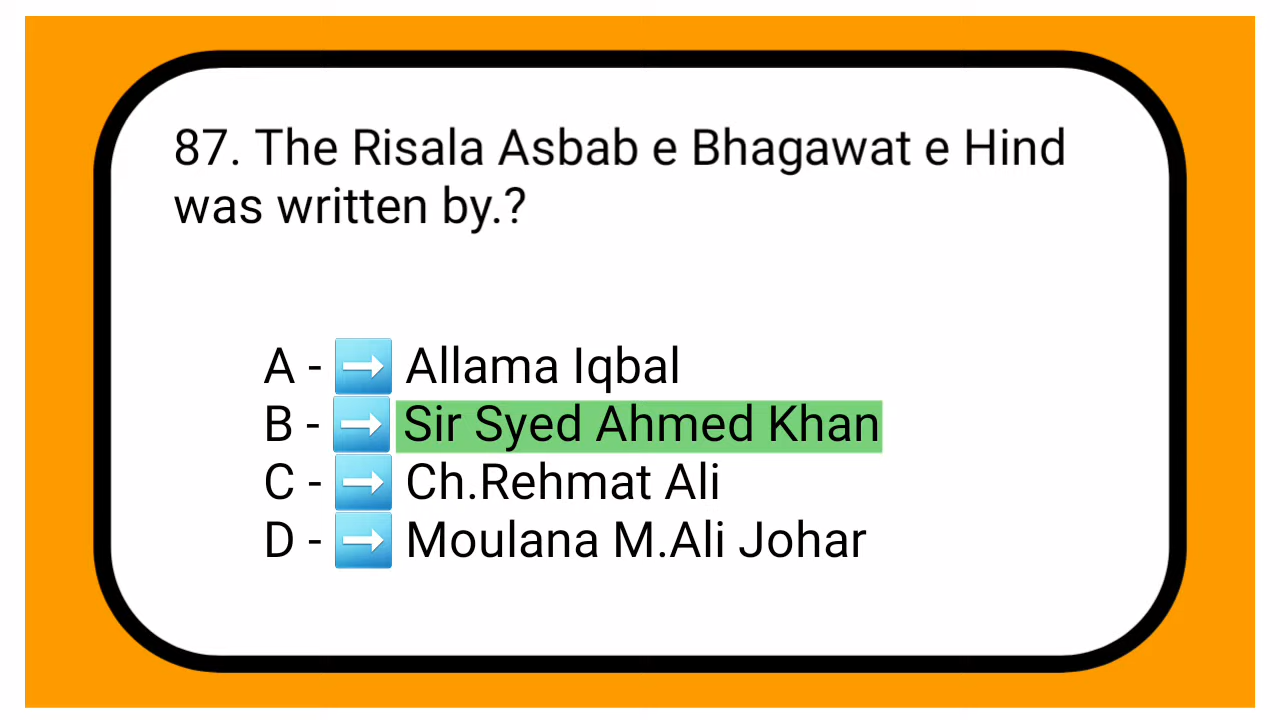 87. The Risala Asbab e Bhagawat e Hind
was written by.?
A - ➡️ Allama Iqbal
B - ➡️ Sir Syed Ahmed Khan
C - ➡️ Ch.Rehmat Ali
D - ➡️ Moulana M.Ali Johar